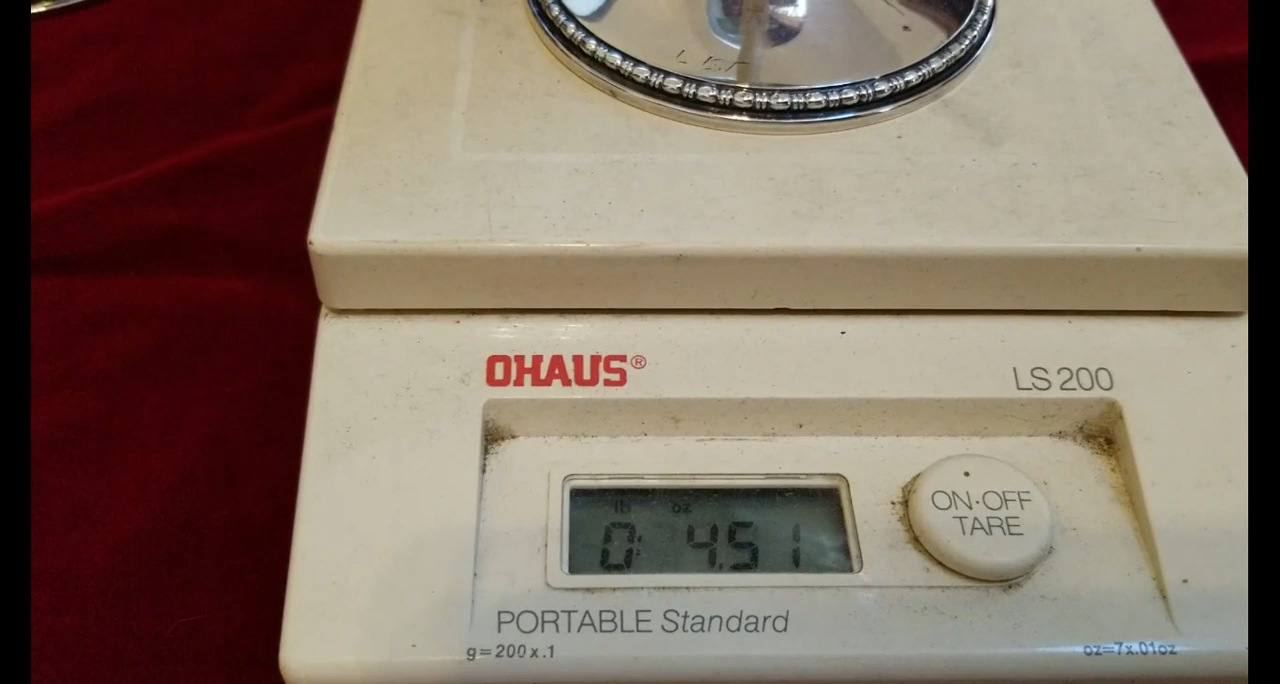 OHAUS®
LS 200
lb oz
0: 4.51
ON·OFF
TARE
PORTABLE Standard
g=200x.1
oz=7x.01oz